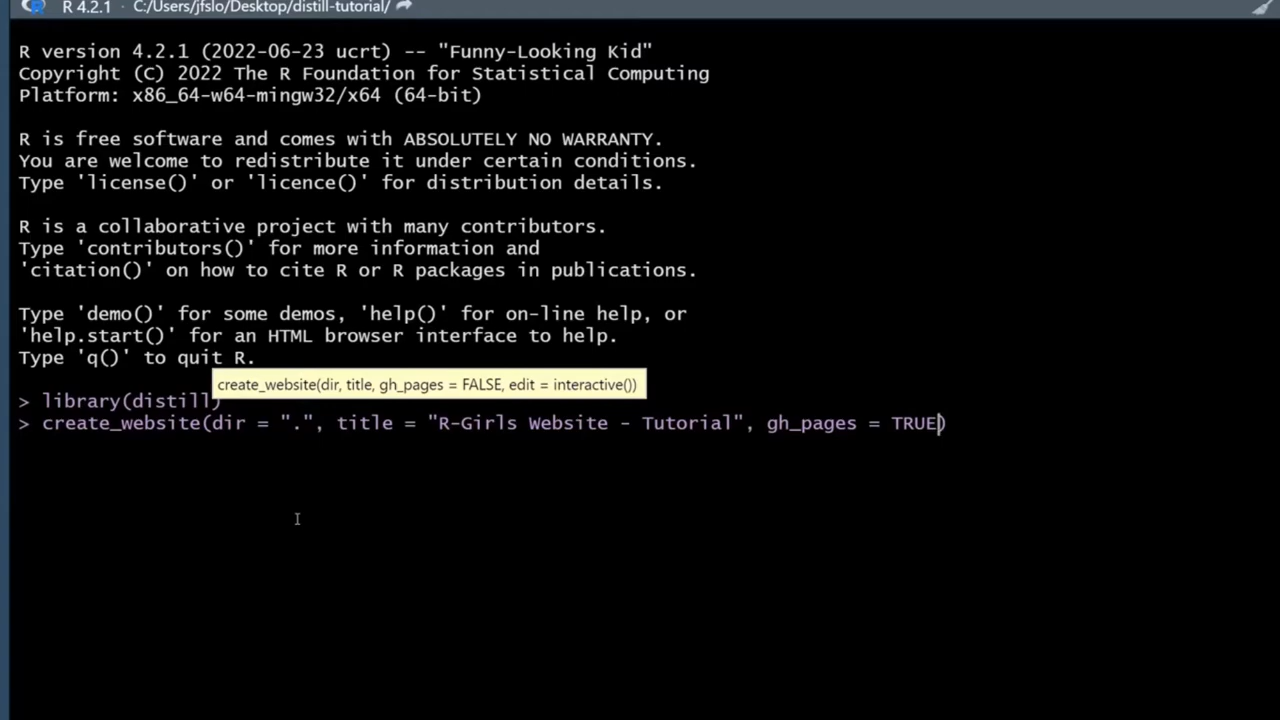 R 4.2.1 · C:/Users/jfslo/Desktop/distill-tutorial/
R version 4.2.1 (2022-06-23 ucrt) -- "Funny-Looking Kid"
Copyright (C) 2022 The R Foundation for Statistical Computing
Platform: x86_64-w64-mingw32/x64 (64-bit)
R is free software and comes with ABSOLUTELY NO WARRANTY.
You are welcome to redistribute it under certain conditions.
Type 'license()' or 'licence()' for distribution details.
R is a collaborative project with many contributors.
Type 'contributors()' for more information and
'citation()' on how to cite R or R packages in publications.
Type 'demo()' for some demos, 'help()' for on-line help, or
'help.start()' for an HTML browser interface to help.
Type 'q()' to quit R.
create_website(dir, title, gh_pages = FALSE, edit = interactive())
> library(distill)
> create_website(dir = ".", title = "R-Girls Website - Tutorial", gh_pages = TRUE)